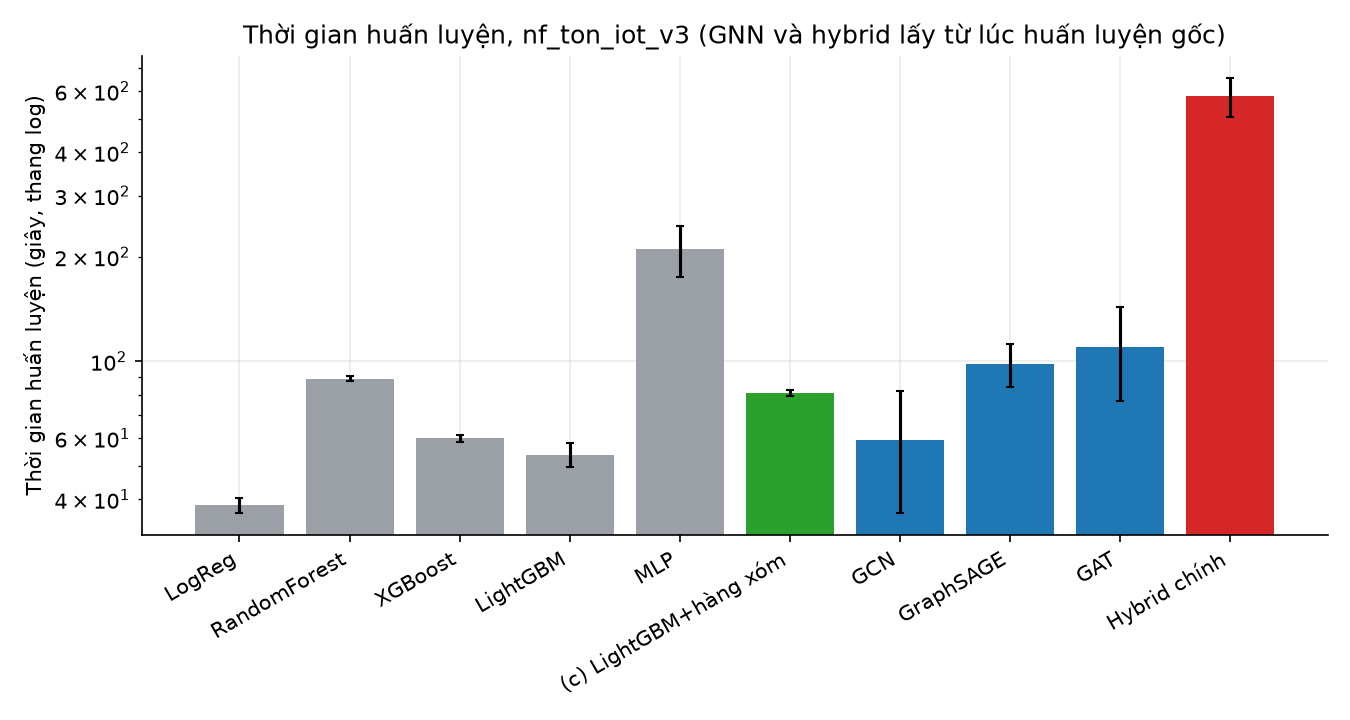 Thời gian huấn luyện, nf_ton_iot_v3 (GNN và hybrid lấy từ lúc huấn luyện gốc)
Thời gian huấn luyện (giây, thang log)
6 × 10²
4 × 10²
3 × 10²
2 × 10²
10²
6 × 10¹
4 × 10¹
LogReg
RandomForest
XGBoost
LightGBM
MLP
(c) LightGBM+hàng xóm
GCN
GraphSAGE
GAT
Hybrid chính